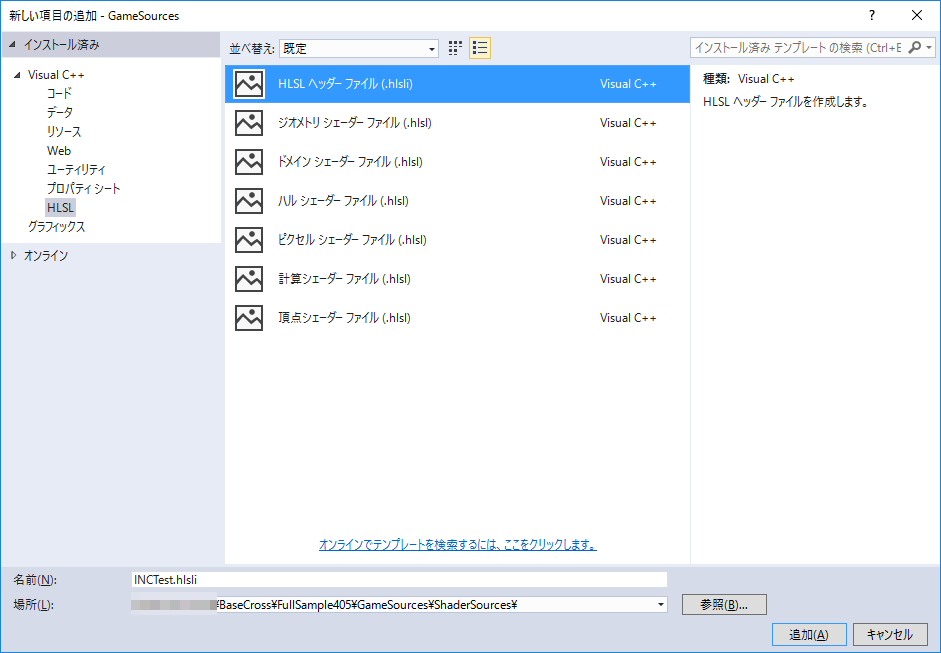 新しい項目の追加 - GameSources
インストール済み
並べ替え: 既定
インストール済み テンプレート の検索 (Ctrl+E
Visual C++
コード
データ
リソース
Web
ユーティリティ
プロパティ シート
HLSL
グラフィックス
オンライン
HLSL ヘッダー ファイル (.hlsli) Visual C++
ジオメトリ シェーダー ファイル (.hlsl) Visual C++
ドメイン シェーダー ファイル (.hlsl) Visual C++
ハル シェーダー ファイル (.hlsl) Visual C++
ピクセル シェーダー ファイル (.hlsl) Visual C++
計算シェーダー ファイル (.hlsl) Visual C++
頂点シェーダー ファイル (.hlsl) Visual C++
種類: Visual C++
HLSL ヘッダー ファイルを作成します。
オンラインでテンプレートを検索するには、ここをクリックします。
名前(N): INCTest.hlsli
場所(L): ¥BaseCross¥FullSample405¥GameSources¥ShaderSources¥
参照(B)...
追加(A) キャンセル